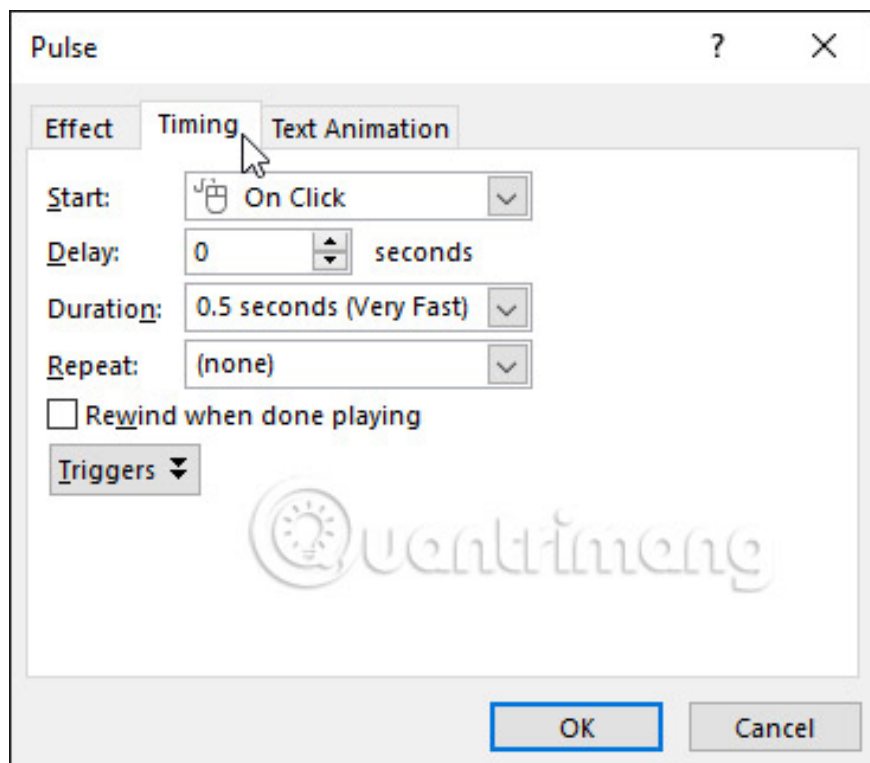 Pulse ?
Effect Timing Text Animation
Start: On Click
Delay: 0 seconds
Duration: 0.5 seconds (Very Fast)
Repeat: (none)
Rewind when done playing
Triggers
Quantrimang
OK Cancel